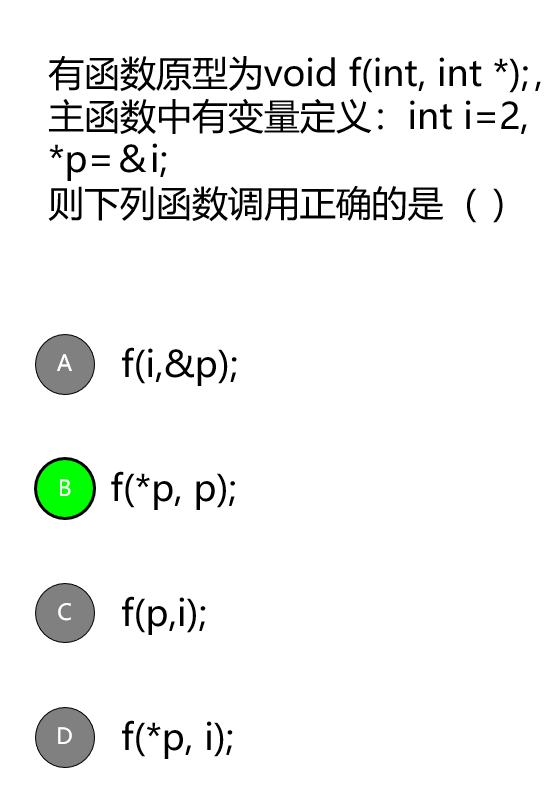 有函数原型为void f(int, int *);,
主函数中有变量定义：int i=2,
*p=&i;
则下列函数调用正确的是（ ）
A f(i,&p);
B f(*p, p);
C f(p,i);
D f(*p, i);